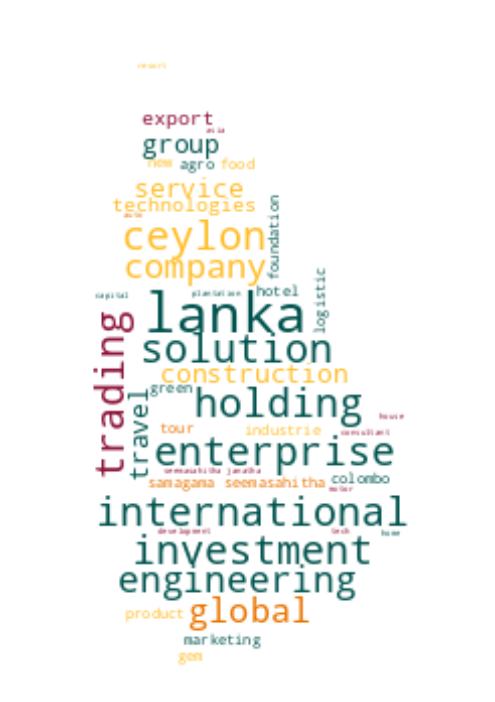 resort
export
asia
group
new agro food
service
technologies
auto
ceylon
foundation
company
capital plantation hotel
logistic
lanka
trading
solution
construction
green
travel
holding
house
tour industrie consultant
enterprise
seemasahitha janatha
samagama seemasahitha colombo
motor
international
development tech home
investment
engineering
global
product
marketing
gem